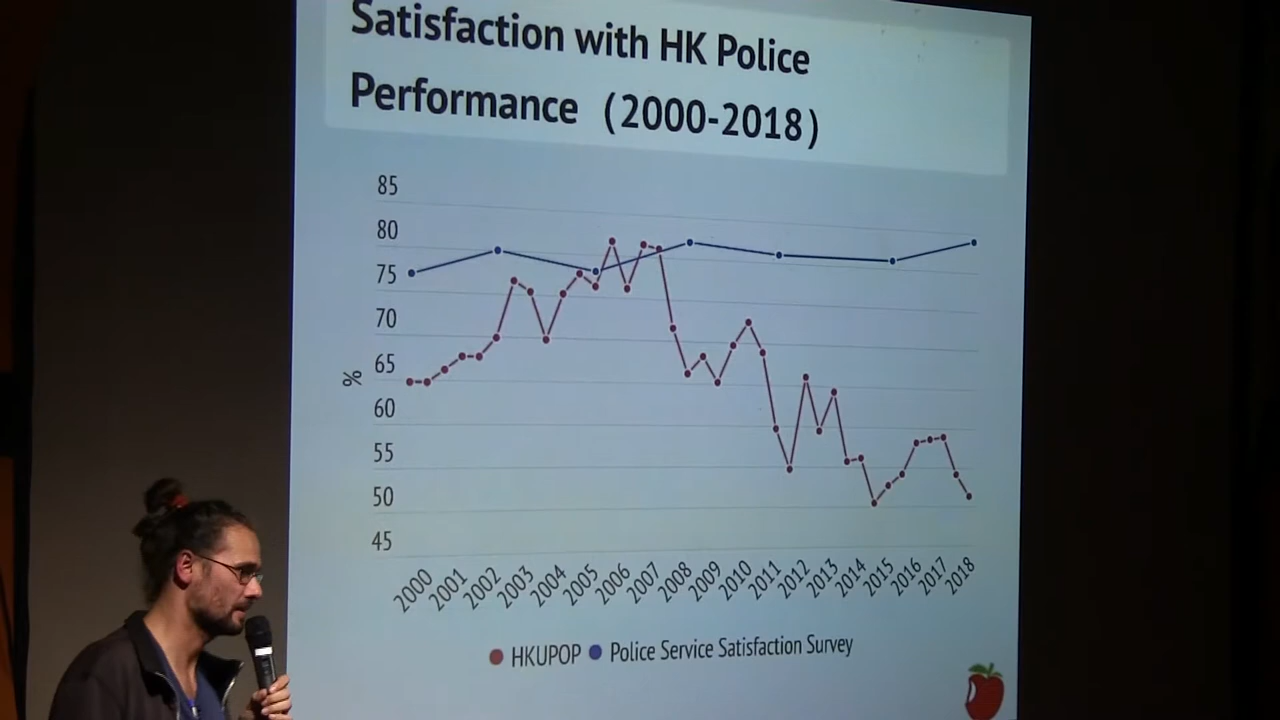 Satisfaction with HK Police
Performance (2000-2018)
85
80
75
70
65
%
60
55
50
45
2000 2001 2002 2003 2004 2005 2006 2007 2008 2009 2010 2011 2012 2013 2014 2015 2016 2017 2018
HKUPOP Police Service Satisfaction Survey